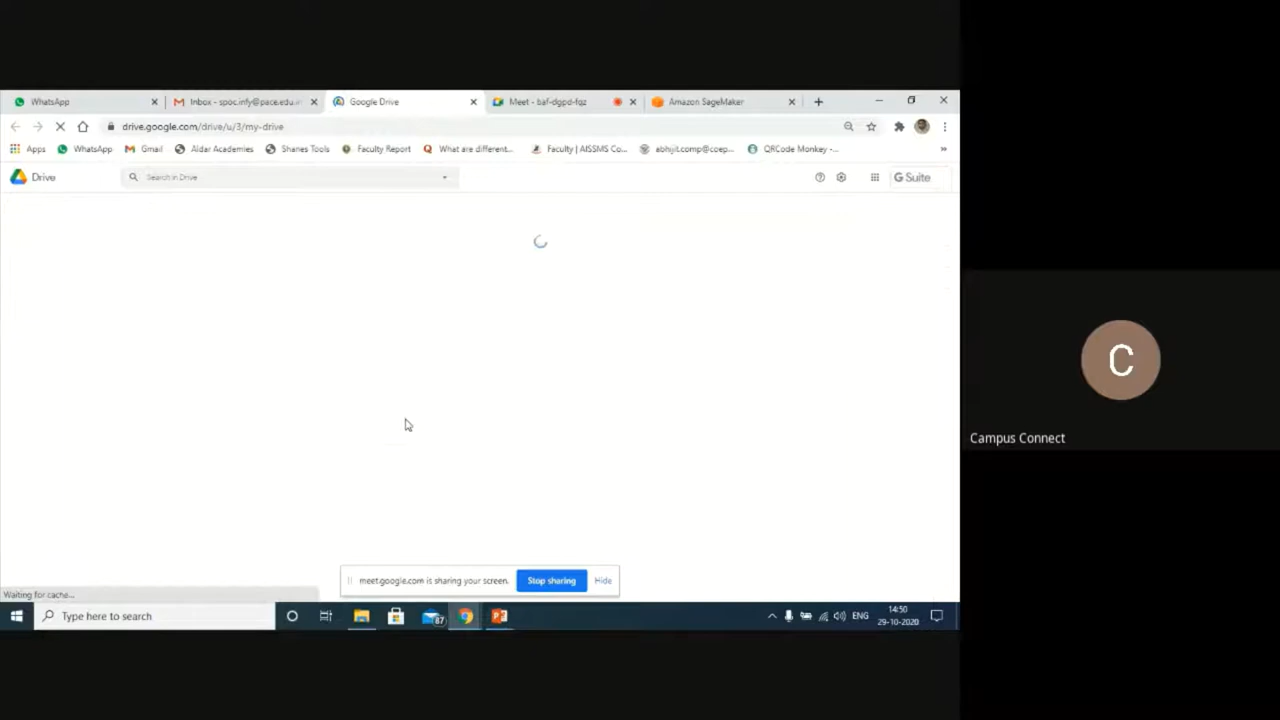 WhatsApp
Inbox - spoc.infy@pace.edu.in
Google Drive
Meet - baf-dgpd-fqz
Amazon SageMaker
drive.google.com/drive/u/3/my-drive
Apps
WhatsApp
Gmail
Aldar Academies
Shanes Tools
Faculty Report
What are different...
Faculty | AISSMS Co...
abhijit.comp@coep...
QRCode Monkey -...
»
Drive
Search in Drive
G Suite
C
Campus Connect
meet.google.com is sharing your screen.
Stop sharing
Hide
Waiting for cache...
Type here to search
87
ENG
14:50
29-10-2020